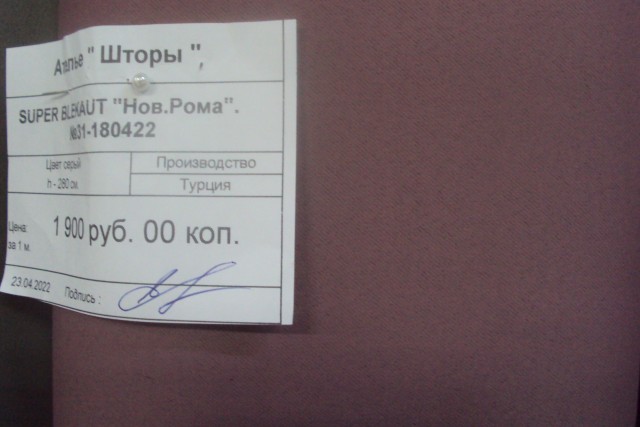 Ателье " Шторы ",
SUPER BLEKAUT "Нов.Рома".
№31-180422
Цвет серый
h - 280 см.
Производство
Турция
Цена:
за 1 м.
1 900 руб. 00 коп.
23.04.2022
Подпись :